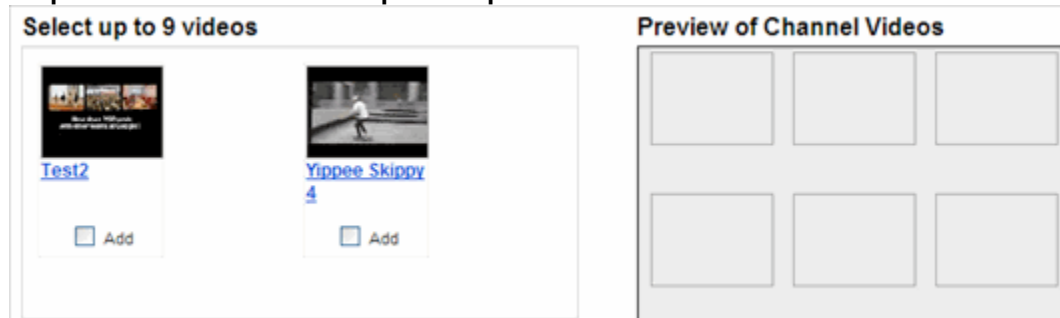 Select up to 9 videos
Preview of Channel Videos
Test2
Yippee Skippy
4
Add
Add